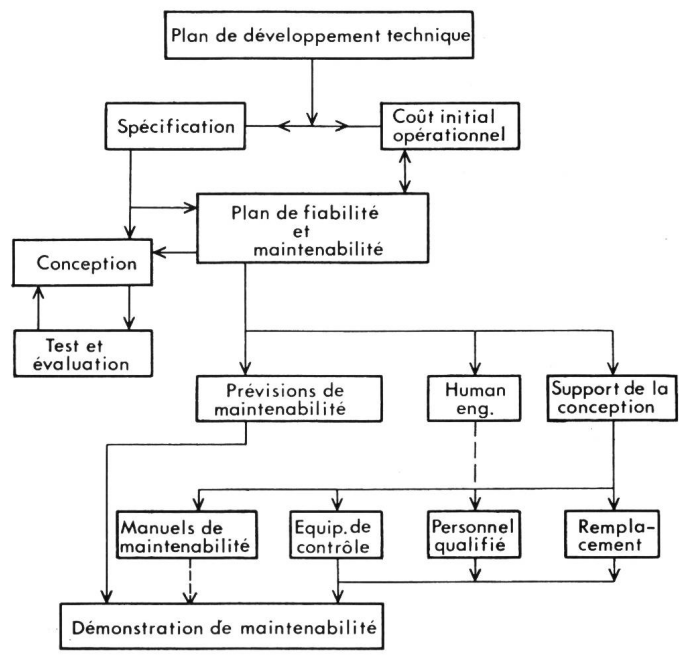 Plan de développement technique
Spécification
Coût initial
opérationnel
Plan de fiabilité
et
maintenabilité
Conception
Test et
évaluation
Prévisions de
maintenabilité
Human
eng.
Support de la
conception
Manuels de
maintenabilité
Equip. de
contrôle
Personnel
qualifié
Rempla-
cement
Démonstration de maintenabilité